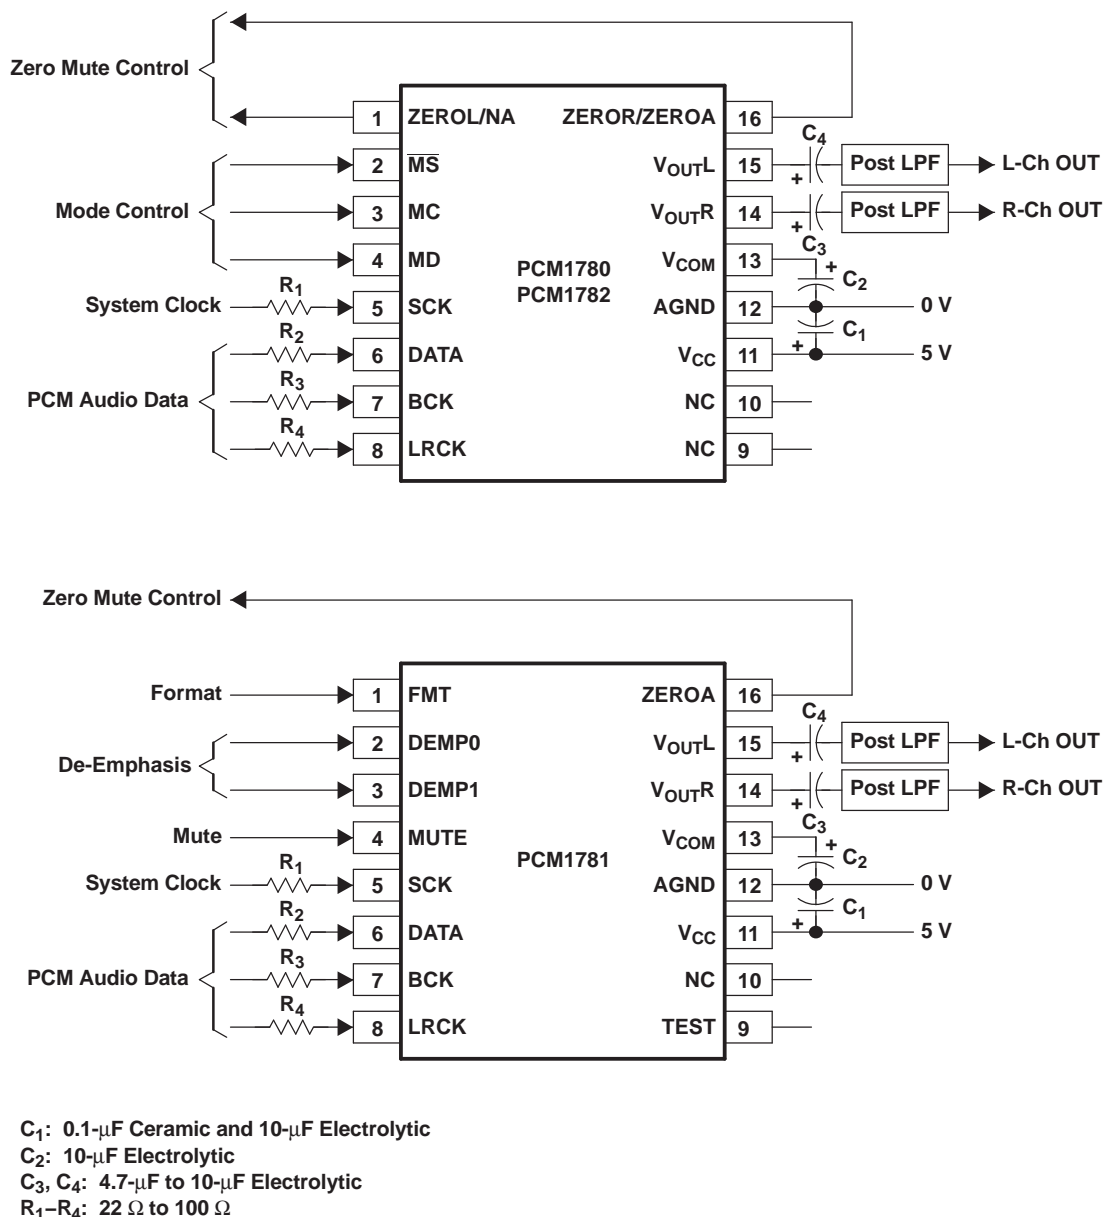 Zero Mute Control
1 ZEROL/NA ZEROR/ZEROA 16
C4
Mode Control
2 MS VOUTL 15 + Post LPF L-Ch OUT
3 MC VOUTR 14 + Post LPF R-Ch OUT
C3
4 MD VCOM 13 + C2
PCM1780
PCM1782
System Clock R1 5 SCK AGND 12 0 V
C1
PCM Audio Data
R2 6 DATA VCC 11 + 5 V
R3 7 BCK NC 10
R4 8 LRCK NC 9
Zero Mute Control
Format 1 FMT ZEROA 16
C4
De-Emphasis
2 DEMP0 VOUTL 15 + Post LPF L-Ch OUT
3 DEMP1 VOUTR 14 + Post LPF R-Ch OUT
C3
Mute 4 MUTE VCOM 13 + C2
PCM1781
System Clock R1 5 SCK AGND 12 0 V
C1
PCM Audio Data
R2 6 DATA VCC 11 + 5 V
R3 7 BCK NC 10
R4 8 LRCK TEST 9
C1: 0.1-μF Ceramic and 10-μF Electrolytic
C2: 10-μF Electrolytic
C3, C4: 4.7-μF to 10-μF Electrolytic
R1–R4: 22 Ω to 100 Ω